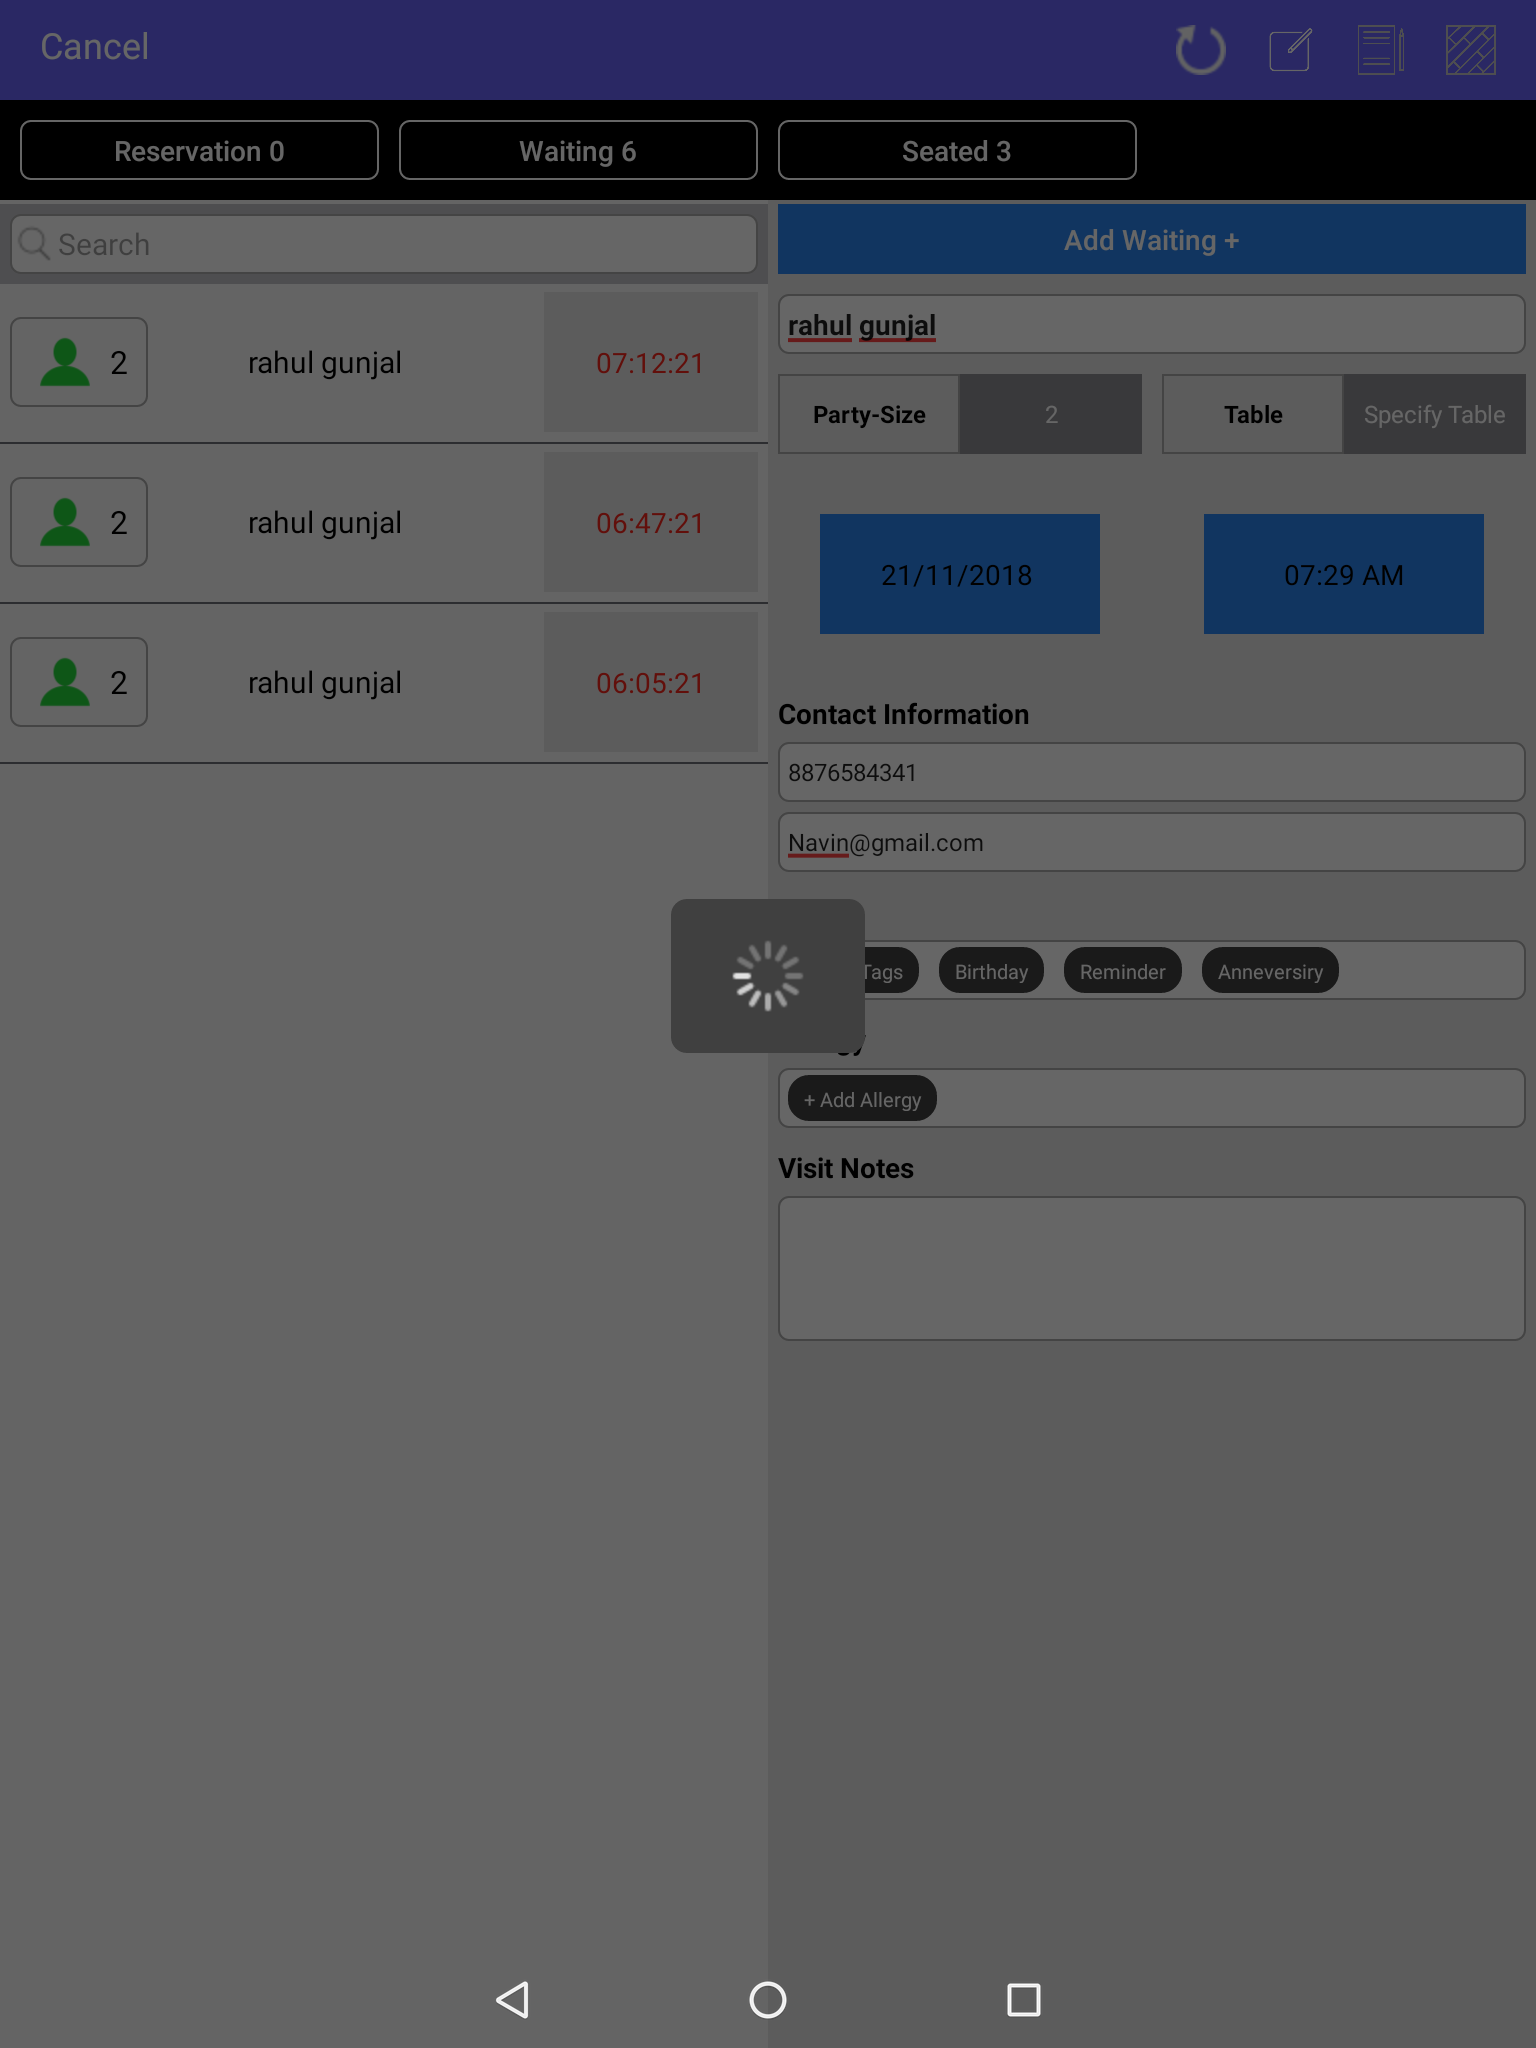 Cancel
Reservation 0
Waiting 6
Seated 3
Search
2
rahul gunjal
07:12:21
2
rahul gunjal
06:47:21
2
rahul gunjal
06:05:21
Add Waiting +
rahul gunjal
Party-Size
2
Table
Specify Table
21/11/2018
07:29 AM
Contact Information
8876584341
Navin@gmail.com
Tags
Birthday
Reminder
Anneversiry
+ Add Allergy
Visit Notes